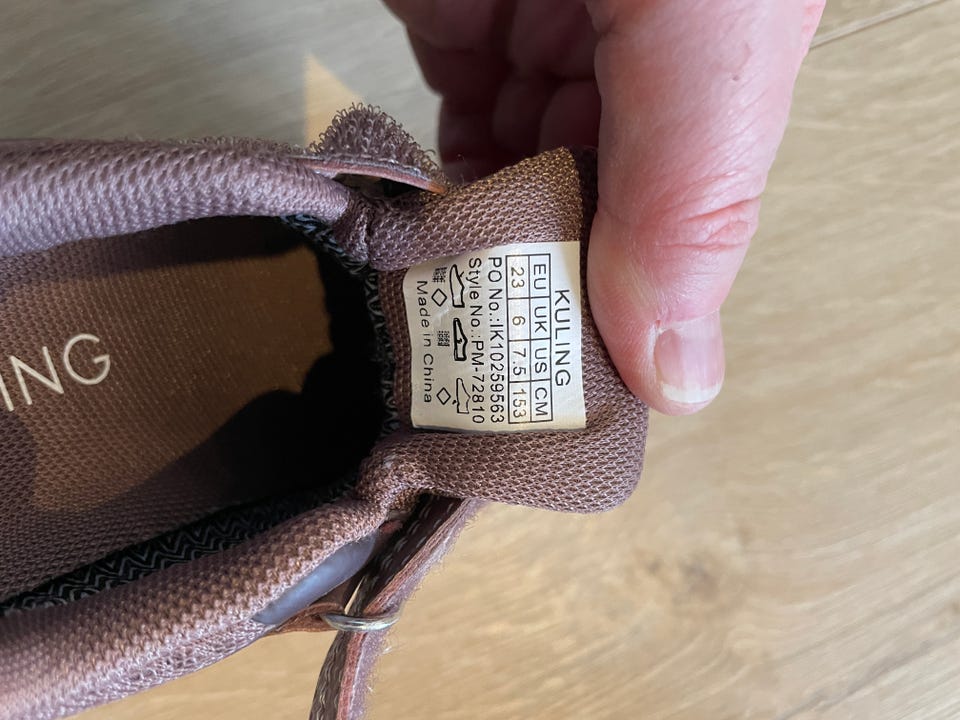 KULING
EU UK US CM
23 6 7.5 153
PO No.:IK10259563
Style No.:PM-72810
Made in China
ING